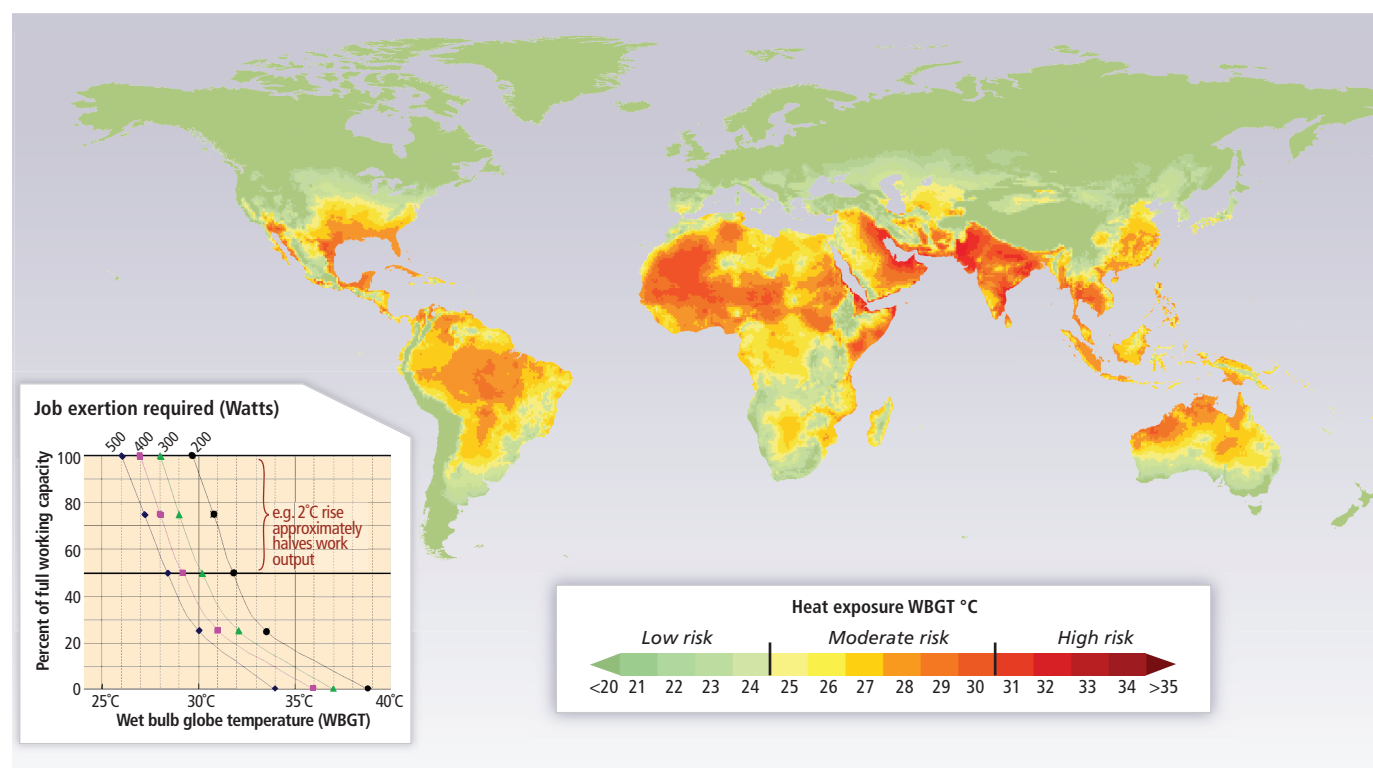 Job exertion required (Watts)
500 400 300 200
Percent of full working capacity
100
80
60
40
20
0
e.g. 2˚C rise
approximately
halves work
output
25˚C 30˚C 35˚C 40˚C
Wet bulb globe temperature (WBGT)
Heat exposure WBGT °C
Low risk Moderate risk High risk
<20 21 22 23 24 25 26 27 28 29 30 31 32 33 34 >35